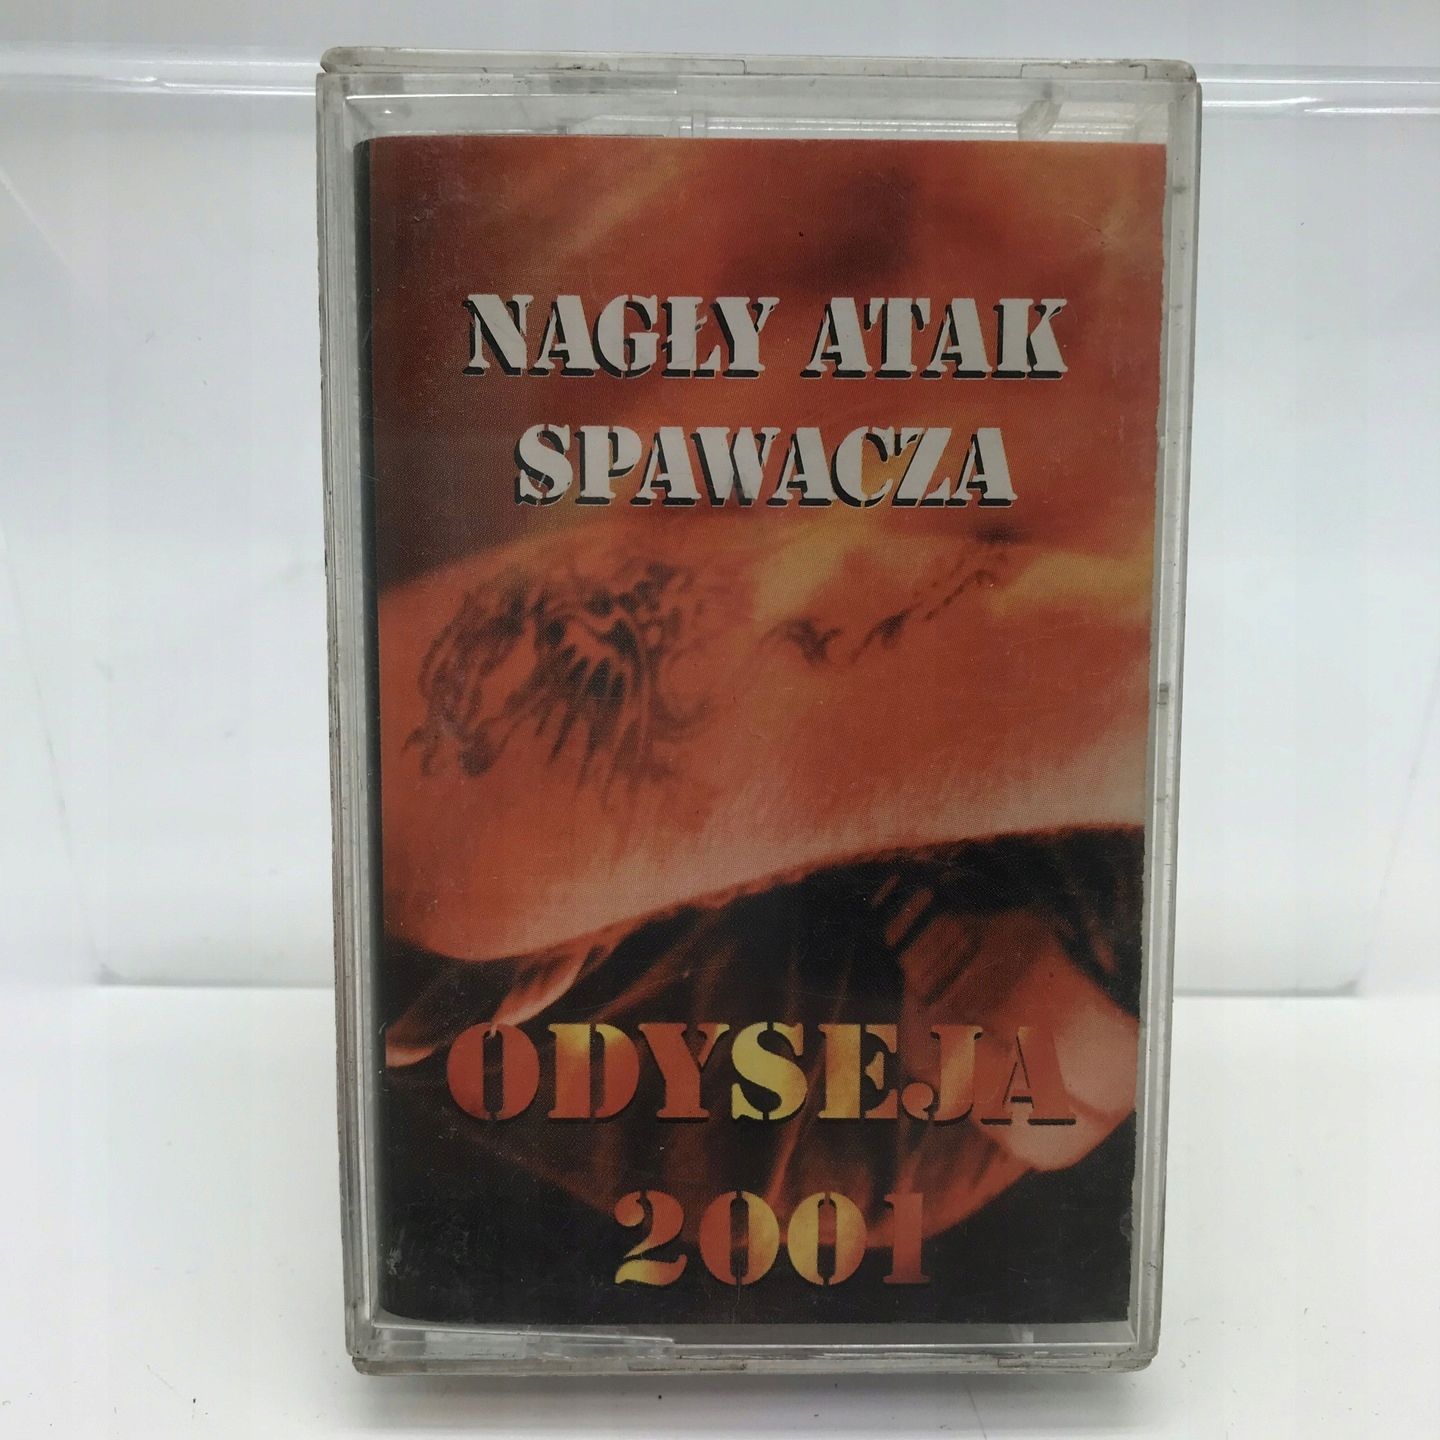 NAGŁY ATAK
SPAWACZA
ODYSEJA
2001